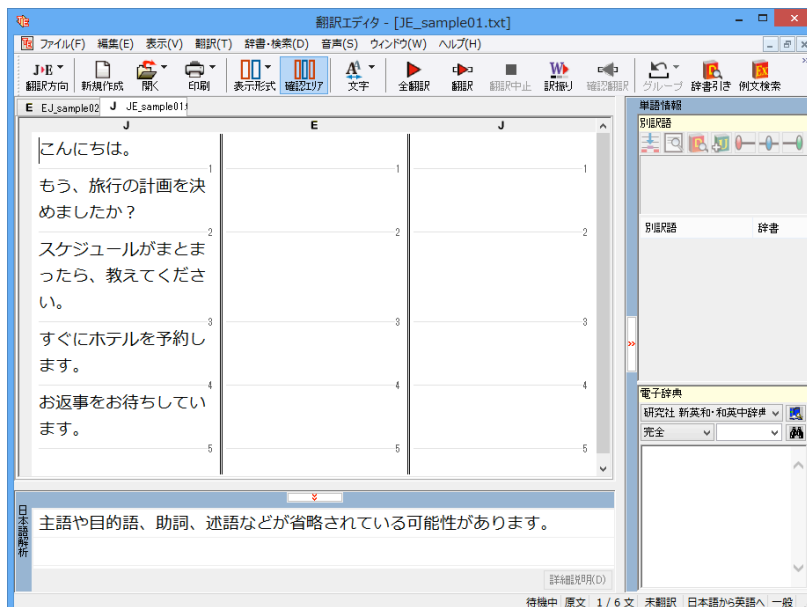 翻訳エディタ - [JE_sample01.txt]
ファイル(F) 編集(E) 表示(V) 翻訳(T) 辞書・検索(D) 音声(S) ウィンドウ(W) ヘルプ(H)
J▸E
翻訳方向 新規作成 開く 印刷 表示形式 確認エリア 文字 全翻訳 翻訳 翻訳中止 訳振り 確認翻訳 グループ 辞書引き 例文検索
E EJ_sample02 J JE_sample01
J E J
こんにちは。
1 1 1
もう、旅行の計画を決
めましたか？
2 2 2
スケジュールがまとま
ったら、教えてくださ
い。
3 3 3
すぐにホテルを予約し
ます。
4 4 4
お返事をお待ちしてい
ます。
5 5 5
単語情報
別訳語
別訳語 辞書
電子辞典
研究社 新英和・和英中辞典
完全
日本語解析
主語や目的語、助詞、述語などが省略されている可能性があります。
詳細説明(D)
待機中 原文 1 / 6 文 未翻訳 日本語から英語へ 一般